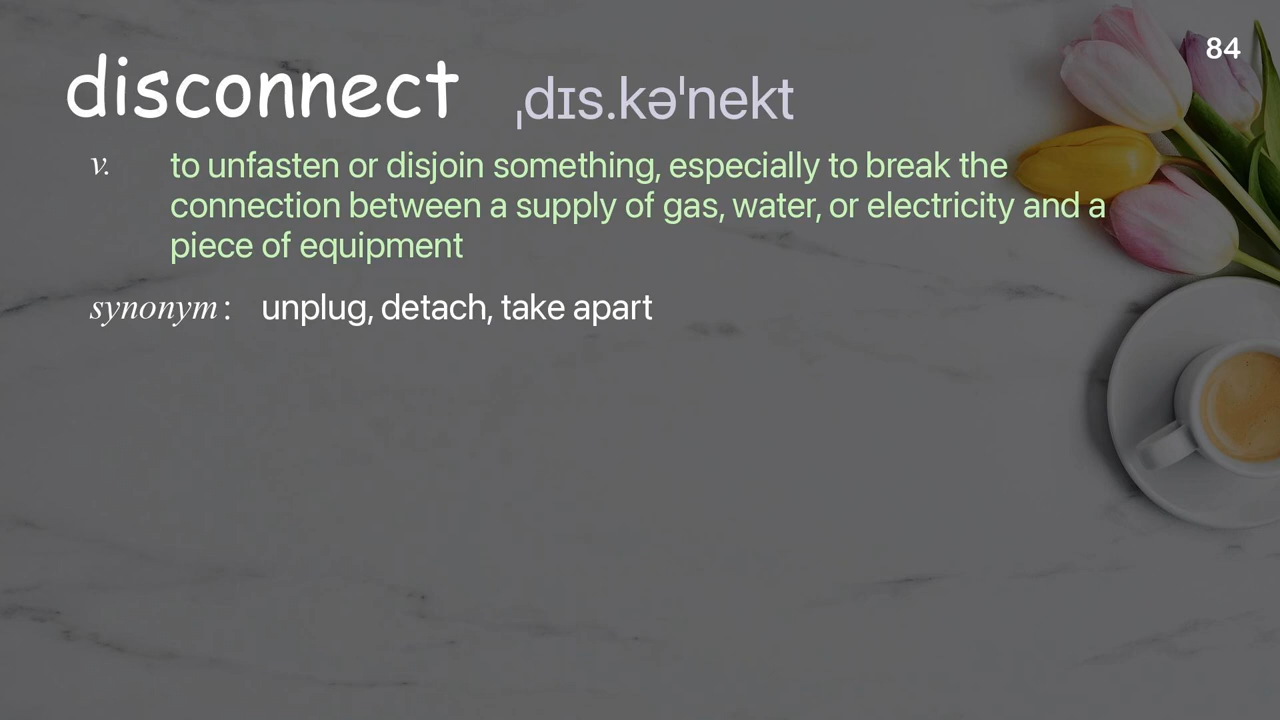 84
disconnect ˌdɪs.kəˈnekt
v. to unfasten or disjoin something, especially to break the
connection between a supply of gas, water, or electricity and a
piece of equipment
synonym: unplug, detach, take apart